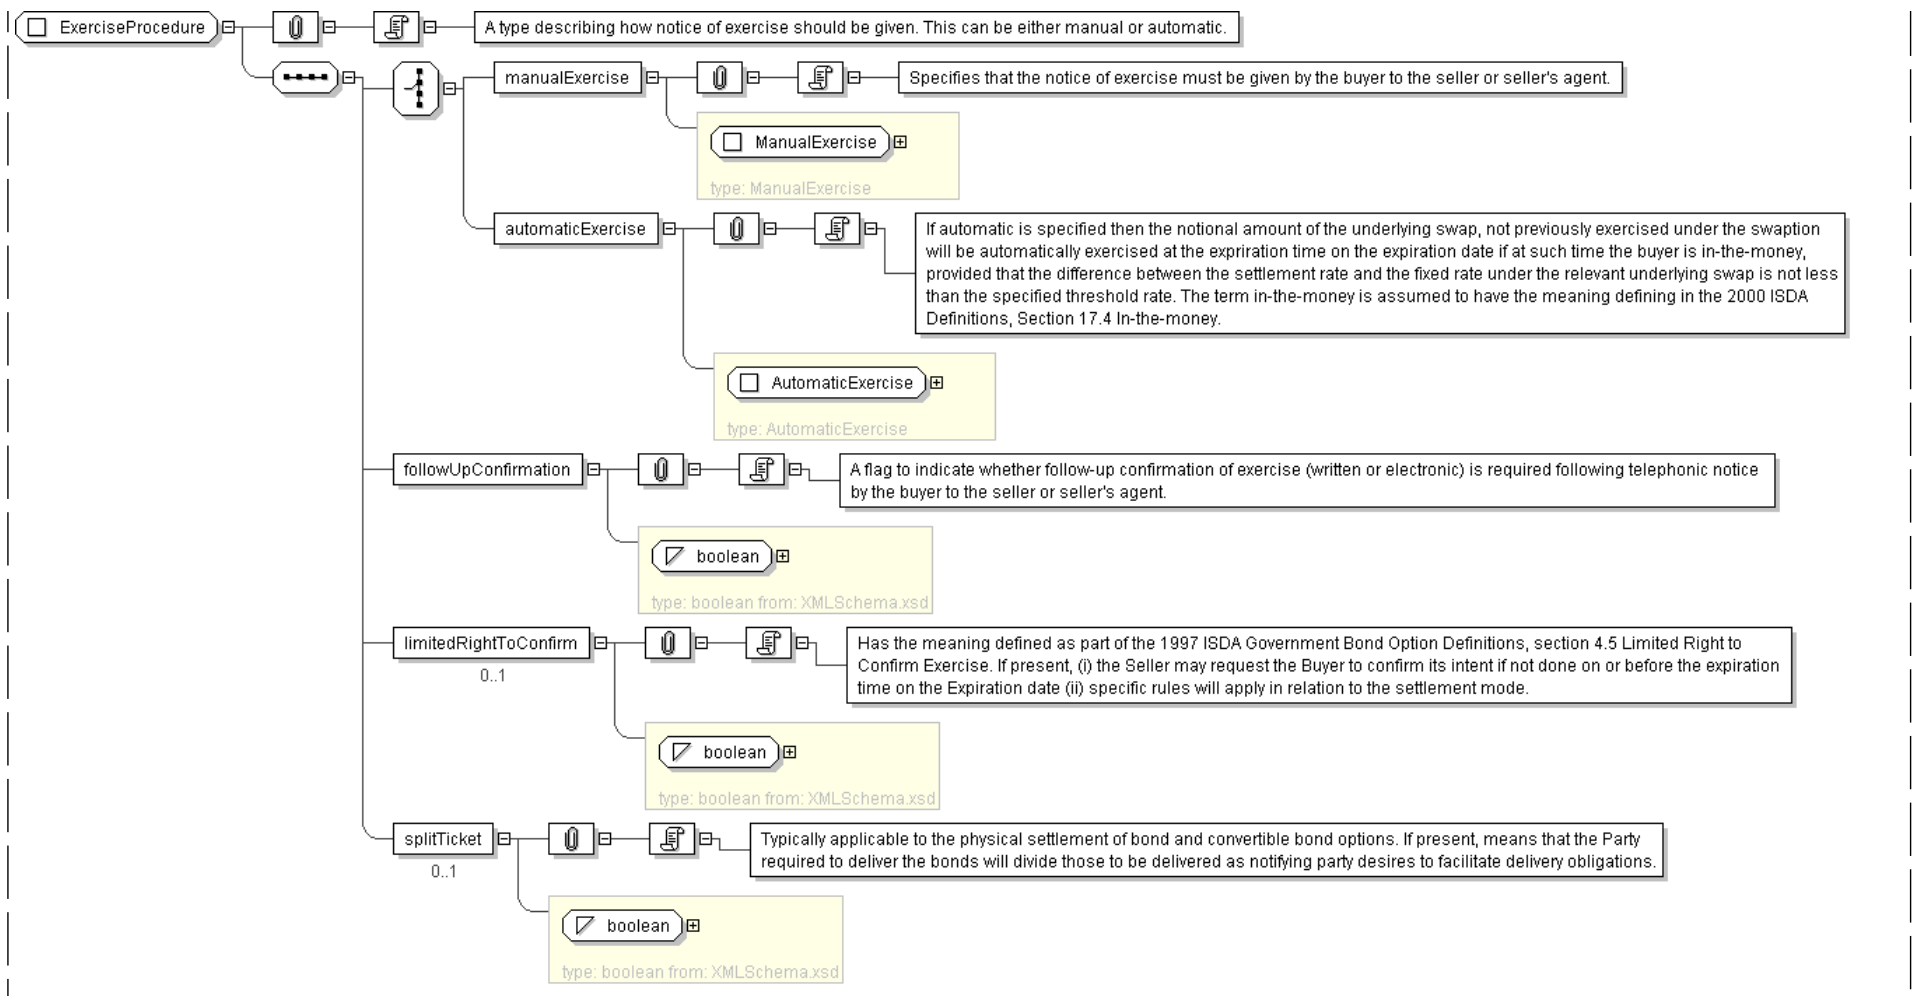 ExerciseProcedure
A type describing how notice of exercise should be given. This can be either manual or automatic.
manualExercise
Specifies that the notice of exercise must be given by the buyer to the seller or seller's agent.
ManualExercise
type: ManualExercise
automaticExercise
If automatic is specified then the notional amount of the underlying swap, not previously exercised under the swaption
will be automatically exercised at the expriration time on the expiration date if at such time the buyer is in-the-money,
provided that the difference between the settlement rate and the fixed rate under the relevant underlying swap is not less
than the specified threshold rate. The term in-the-money is assumed to have the meaning defining in the 2000 ISDA
Definitions, Section 17.4 In-the-money.
AutomaticExercise
type: AutomaticExercise
followUpConfirmation
A flag to indicate whether follow-up confirmation of exercise (written or electronic) is required following telephonic notice
by the buyer to the seller or seller's agent.
boolean
type: boolean from: XMLSchema.xsd
limitedRightToConfirm
0..1
Has the meaning defined as part of the 1997 ISDA Government Bond Option Definitions, section 4.5 Limited Right to
Confirm Exercise. If present, (i) the Seller may request the Buyer to confirm its intent if not done on or before the expiration
time on the Expiration date (ii) specific rules will apply in relation to the settlement mode.
boolean
type: boolean from: XMLSchema.xsd
splitTicket
0..1
Typically applicable to the physical settlement of bond and convertible bond options. If present, means that the Party
required to deliver the bonds will divide those to be delivered as notifying party desires to facilitate delivery obligations.
boolean
type: boolean from: XMLSchema.xsd